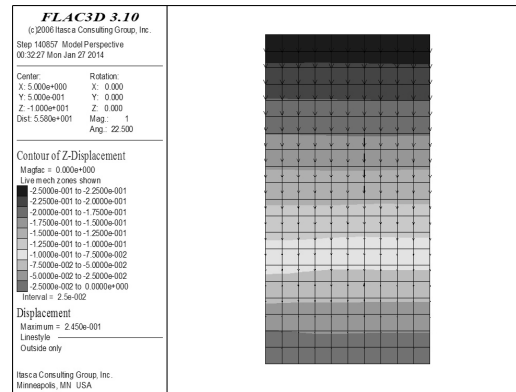 FLAC3D 3.10
(c)2006 Itasca Consulting Group, Inc.
Step 140857 Model Perspective
00:32:27 Mon Jan 27 2014
Center: Rotation:
X: 5.000e+000 X: 0.000
Y: 5.000e-001 Y: 0.000
Z: -1.000e+001 Z: 0.000
Dist: 5.580e+001 Mag.: 1
Ang.: 22.500
Contour of Z-Displacement
Magfac = 0.000e+000
Live mech zones shown
-2.5000e-001 to -2.2500e-001
-2.2500e-001 to -2.0000e-001
-2.0000e-001 to -1.7500e-001
-1.7500e-001 to -1.5000e-001
-1.5000e-001 to -1.2500e-001
-1.2500e-001 to -1.0000e-001
-1.0000e-001 to -7.5000e-002
-7.5000e-002 to -5.0000e-002
-5.0000e-002 to -2.5000e-002
-2.5000e-002 to 0.0000e+000
Interval = 2.5e-002
Displacement
Maximum = 2.450e-001
Linestyle
Outside only
Itasca Consulting Group, Inc.
Minneapolis, MN USA